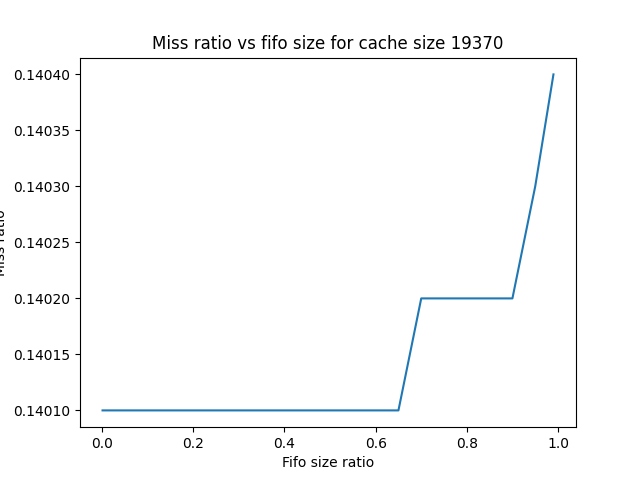 Miss ratio vs fifo size for cache size 19370
0.14040
0.14035
0.14030
0.14025
0.14020
0.14015
0.14010
Miss ratio
0.0 0.2 0.4 0.6 0.8 1.0
Fifo size ratio